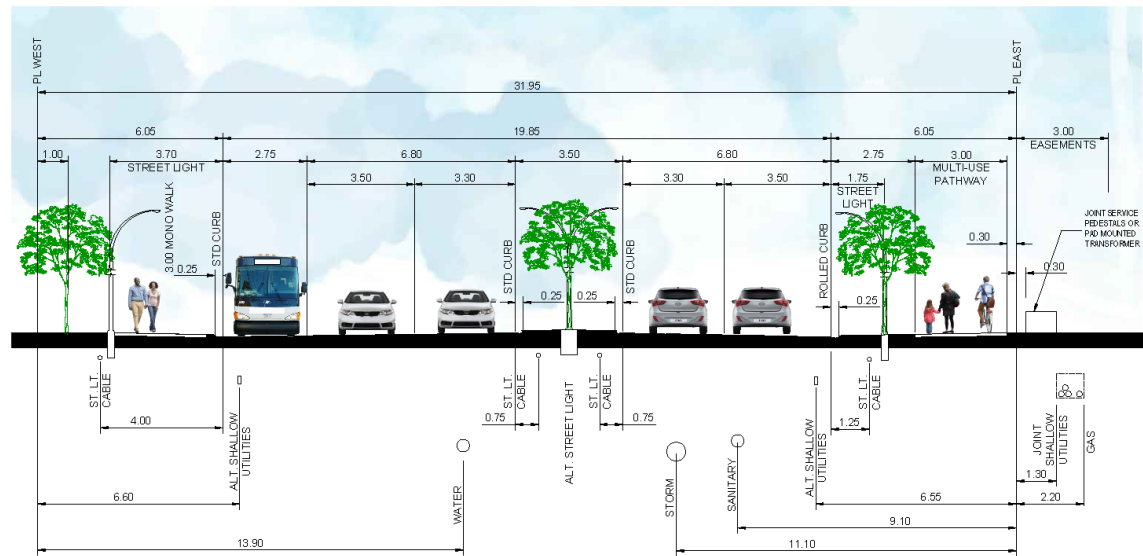 PL WEST
PL EAST
31.95
6.05
19.85
6.05
3.00
EASEMENTS
1.00
3.70
STREET LIGHT
2.75
6.80
3.50
6.80
2.75
3.00
MULTI-USE
PATHWAY
3.50
3.30
3.30
3.50
1.75
STREET
LIGHT
3.00 MONO WALK
0.25
STD CURB
STD CURB
0.25
0.25
STD CURB
ROLLED CURB
0.25
0.30
0.30
JOINT SERVICE
PEDESTALS OR
PAD MOUNTED
TRANSFORMER
ST. LT.
CABLE
4.00
ALT. SHALLOW
UTILITIES
ST. LT.
CABLE
0.75
ALT. STREET LIGHT
ST. LT.
CABLE
0.75
ALT. SHALLOW
UTILITIES
ST. LT.
CABLE
1.25
JOINT
SHALLOW
UTILITIES
GAS
1.30
6.60
WATER
STORM
SANITARY
6.55
2.20
9.10
13.90
11.10